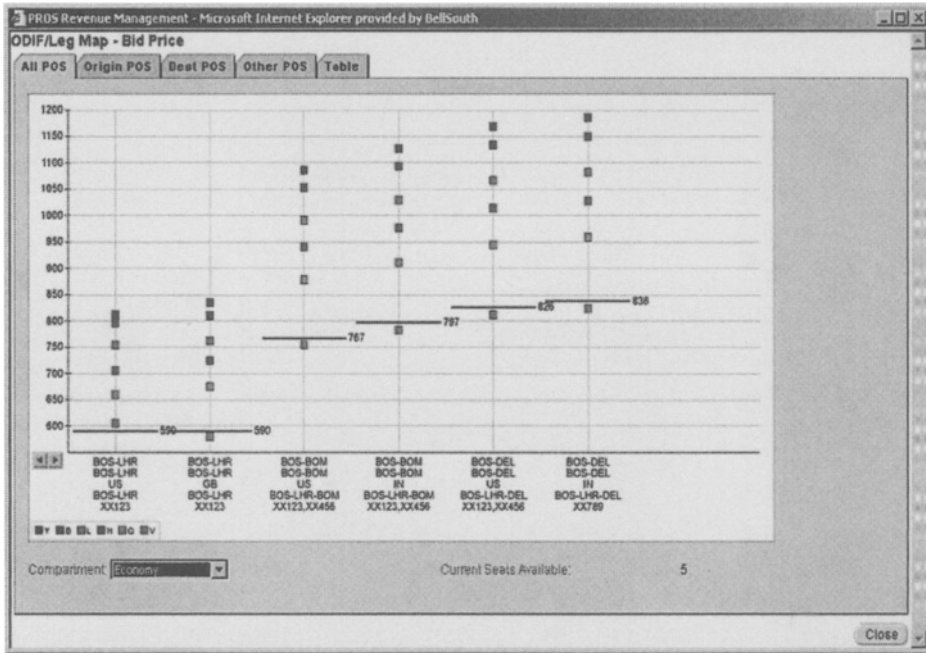 PROS Revenue Management - Microsoft Internet Explorer provided by BellSouth
ODIF/Leg Map - Bid Price
All POS Origin POS Best POS Other POS Table
1200
1150
1100
1050
1000
950
900
850
800
750
700
650
600
590
590
767
797
826
838
BOS-LHR
BOS-LHR
US
BOS-LHR
XX123
BOS-LHR
BOS-LHR
GB
BOS-LHR
XX123
BOS-BOM
BOS-BOM
US
BOS-LHR-BOM
XX123,XX456
BOS-BOM
BOS-BOM
IN
BOS-LHR-BOM
XX123,XX456
BOS-DEL
BOS-DEL
US
BOS-LHR-DEL
XX123,XX456
BOS-DEL
BOS-DEL
IN
BOS-LHR-DEL
XX789
Y B L H Q V
Compartment Economy Current Seats Available: 5
Close